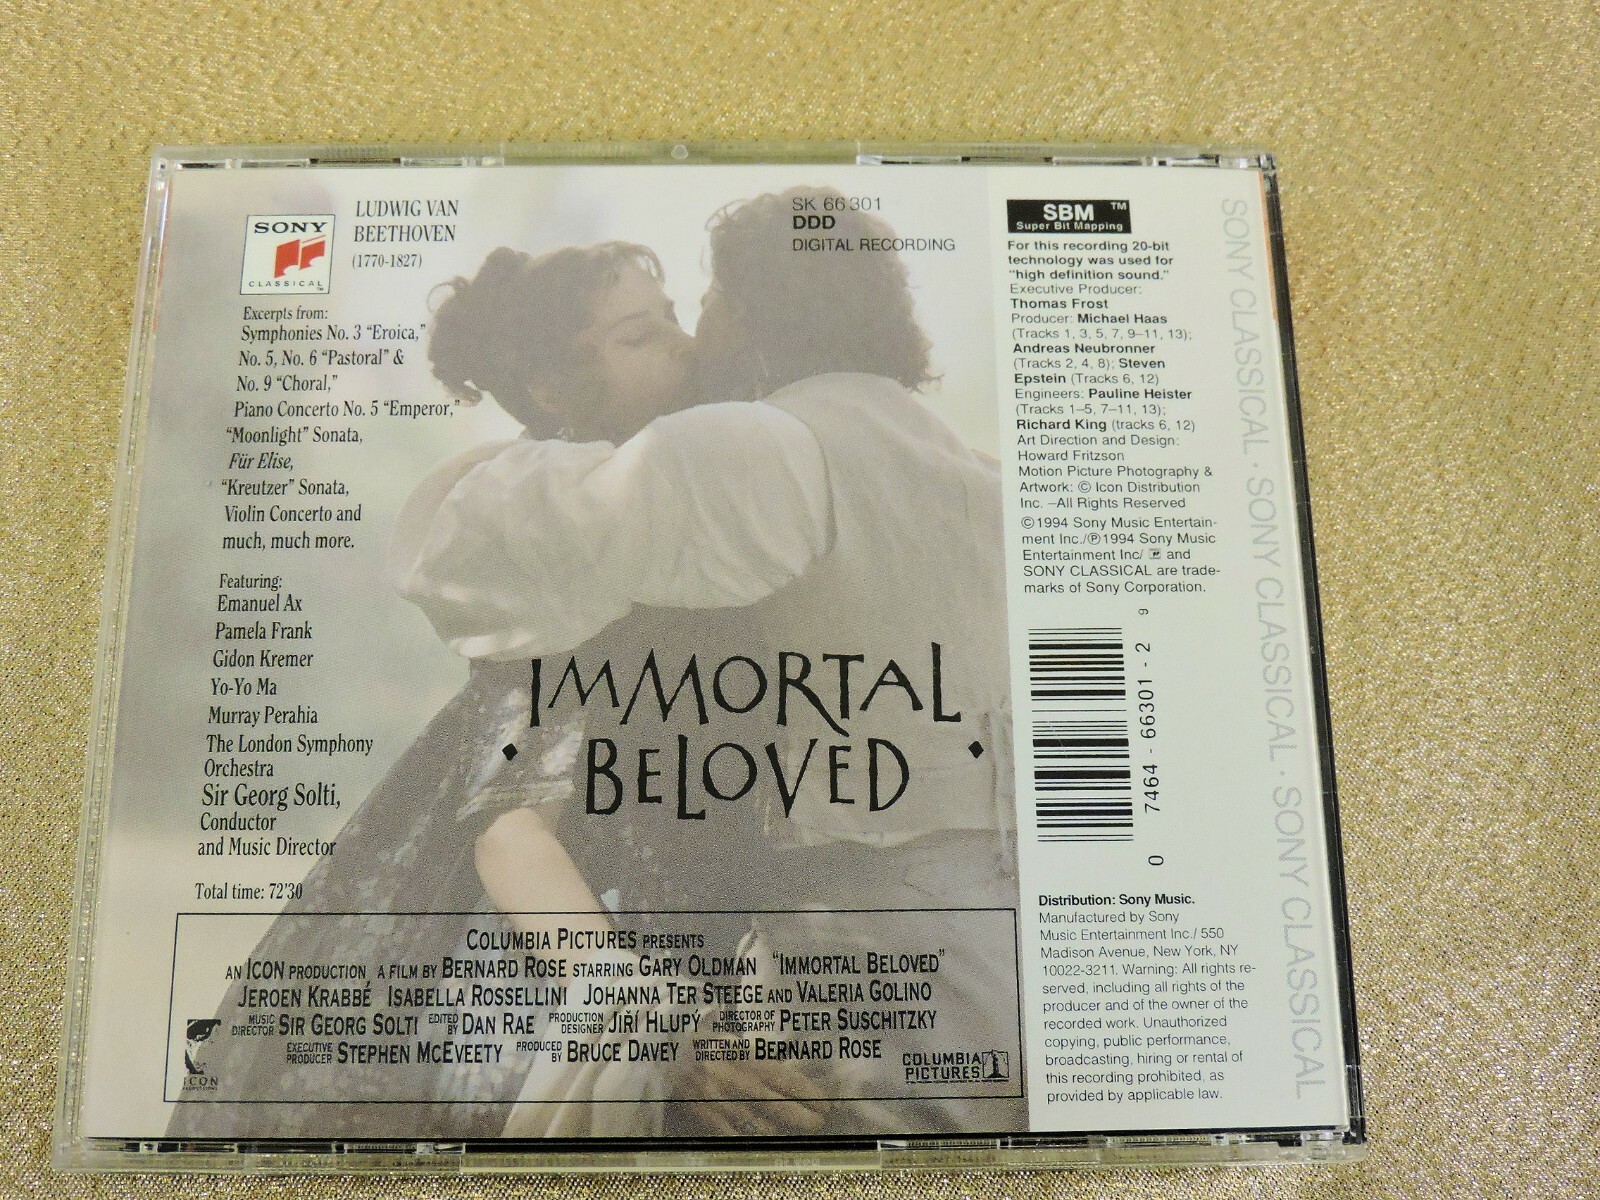 SONY
CLASSICAL
LUDWIG VAN
BEETHOVEN
(1770-1827)
Excerpts from:
Symphonies No. 3 “Eroica,”
No. 5, No. 6 “Pastoral” &
No. 9 “Choral,”
Piano Concerto No. 5 “Emperor,”
“Moonlight” Sonata,
Für Elise,
“Kreutzer” Sonata,
Violin Concerto and
much, much more.
Featuring:
Emanuel Ax
Pamela Frank
Gidon Kremer
Yo-Yo Ma
Murray Perahia
The London Symphony
Orchestra
Sir Georg Solti,
Conductor
and Music Director
Total time: 72'30
SK 66 301
DDD
DIGITAL RECORDING
IMMORTAL
· BELOVED ·
COLUMBIA PICTURES PRESENTS
AN ICON PRODUCTION A FILM BY BERNARD ROSE STARRING GARY OLDMAN “IMMORTAL BELOVED”
JEROEN KRABBÉ ISABELLA ROSSELLINI JOHANNA TER STEEGE AND VALERIA GOLINO
MUSIC DIRECTOR SIR GEORG SOLTI EDITED BY DAN RAE PRODUCTION DESIGNER JIŘÍ HLUPÝ DIRECTOR OF PHOTOGRAPHY PETER SUSCHITZKY
EXECUTIVE PRODUCER STEPHEN MCEVEETY PRODUCED BY BRUCE DAVEY WRITTEN AND DIRECTED BY BERNARD ROSE
ICON
COLUMBIA
PICTURES
SBM™
Super Bit Mapping
For this recording 20-bit
technology was used for
"high definition sound."
Executive Producer:
Thomas Frost
Producer: Michael Haas
(Tracks 1, 3, 5, 7, 9–11, 13);
Andreas Neubronner
(Tracks 2, 4, 8); Steven
Epstein (Tracks 6, 12)
Engineers: Pauline Heister
(Tracks 1–5, 7–11, 13);
Richard King (tracks 6, 12)
Art Direction and Design:
Howard Fritzson
Motion Picture Photography &
Artwork: © Icon Distribution
Inc. –All Rights Reserved
©1994 Sony Music Entertain-
ment Inc./℗1994 Sony Music
Entertainment Inc/ and
SONY CLASSICAL are trade-
marks of Sony Corporation.
0 7464-66301-2 9
Distribution: Sony Music.
Manufactured by Sony
Music Entertainment Inc./ 550
Madison Avenue, New York, NY
10022-3211. Warning: All rights re-
served, including all rights of the
producer and of the owner of the
recorded work. Unauthorized
copying, public performance,
broadcasting, hiring or rental of
this recording prohibited, as
provided by applicable law.
SONY CLASSICAL · SONY CLASSICAL · SONY CLASSICAL